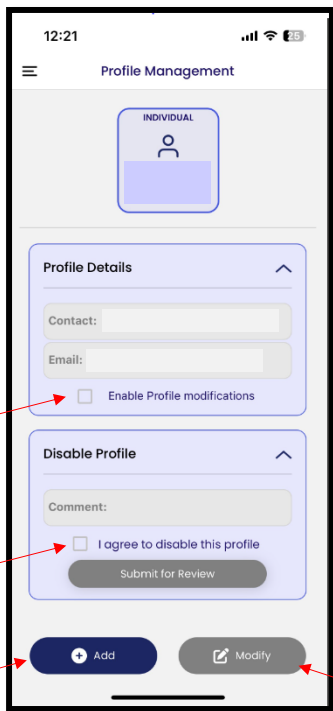 12:21
25
Profile Management
INDIVIDUAL
Profile Details
Contact:
Email:
Enable Profile modifications
Disable Profile
Comment:
I agree to disable this profile
Submit for Review
Add
Modify